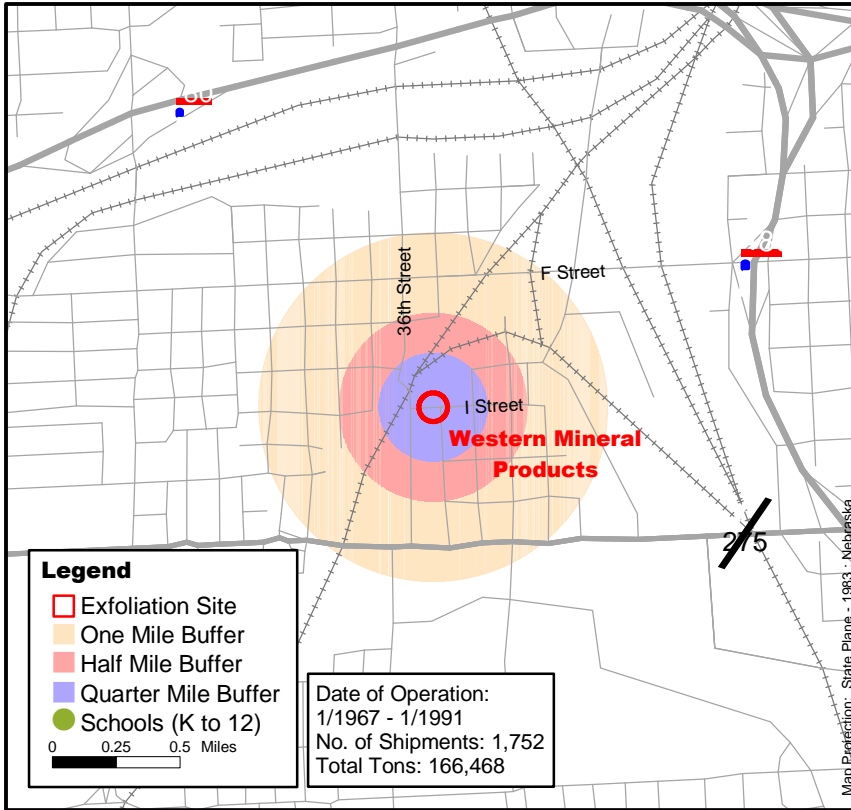 36th Street
F Street
I Street
Western Mineral
Products
275
Legend
Exfoliation Site
One Mile Buffer
Half Mile Buffer
Quarter Mile Buffer
Schools (K to 12)
0 0.25 0.5 Miles
Date of Operation:
1/1967 - 1/1991
No. of Shipments: 1,752
Total Tons: 166,468
Map Projection: State Plane - 1983 : Nebraska